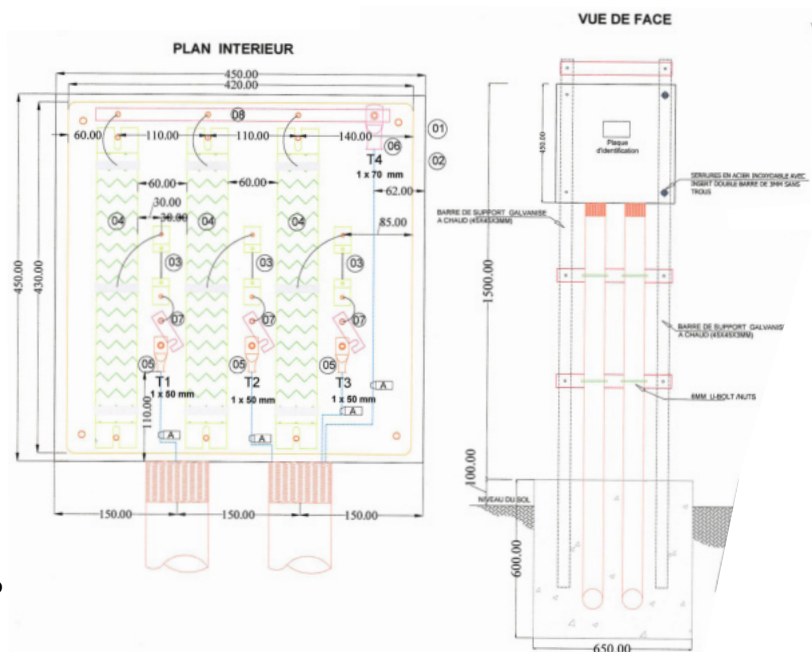 VUE DE FACE
PLAN INTERIEUR
450.00
420.00
08
60.00
110.00
110.00
140.00
01
06
02
T4
1 x 70 mm
60.00
60.00
62.00
30.00
30.00
85.00
04
04
04
03
03
03
450.00
430.00
07
07
07
05
05
05
T1
T2
T3
1 x 50 mm
1 x 50 mm
1 x 50 mm
110.00
A
A
A
A
150.00
150.00
150.00
450.00
Plaque
d'identification
SERRURES EN ACIER INOXYDABLE AVEC
INSERT DOUBLE BARRE DE 3MM SANS
TROUS
BARRE DE SUPPORT GALVANISE
A CHAUD (45X45X3MM)
1500.00
BARRE DE SUPPORT GALVANIS
A CHAUD (45X45X3MM)
8MM U-BOLT /NUTS
100.00
NIVEAU DU SOL
600.00
650.00